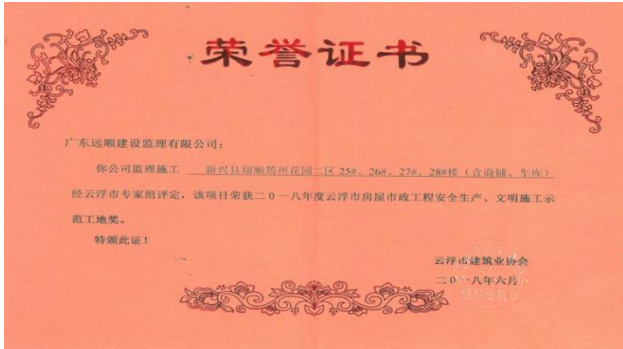 荣誉证书
广东远顺建设监理有限公司：
你公司监理施工 新兴县翔顺筠州花园二区 25#、26#、27#、28#楼（含商铺、车库）
经云浮市专家组评定，该项目荣获二0一八年度云浮市房屋市政工程安全生产、文明施工示
范工地奖。
特颁此证！
云浮市建筑业协会
二0一八年六月